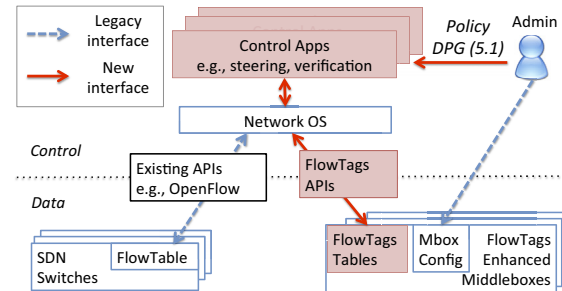 Legacy
interface
New
interface
Control Apps
e.g., steering, verification
Policy
DPG (5.1)
Admin
Network OS
Control
Existing APIs
e.g., OpenFlow
FlowTags
APIs
Data
SDN
Switches
FlowTable
FlowTags
Tables
Mbox
Config
FlowTags
Enhanced
Middleboxes